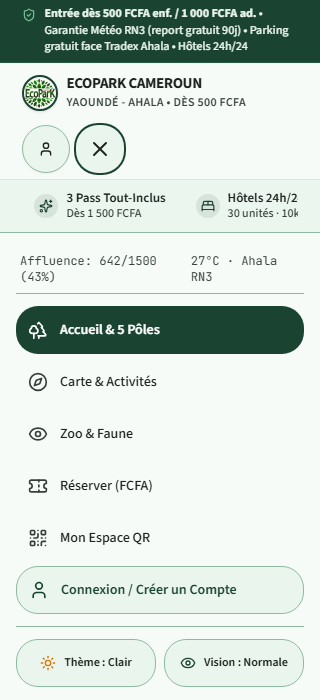 Entrée dès 500 FCFA enf. / 1 000 FCFA ad. •
Garantie Météo RN3 (report gratuit 90j) • Parking
gratuit face Tradex Ahala • Hôtels 24h/24
EcoParK
ECOPARK CAMEROUN
YAOUNDÉ - AHALA • DÈS 500 FCFA
3 Pass Tout-Inclus
Dès 1 500 FCFA
Hôtels 24h/2
30 unités · 10k
Affluence: 642/1500
(43%)
27°C · Ahala
RN3
Accueil & 5 Pôles
Carte & Activités
Zoo & Faune
Réserver (FCFA)
Mon Espace QR
Connexion / Créer un Compte
Thème : Clair
Vision : Normale